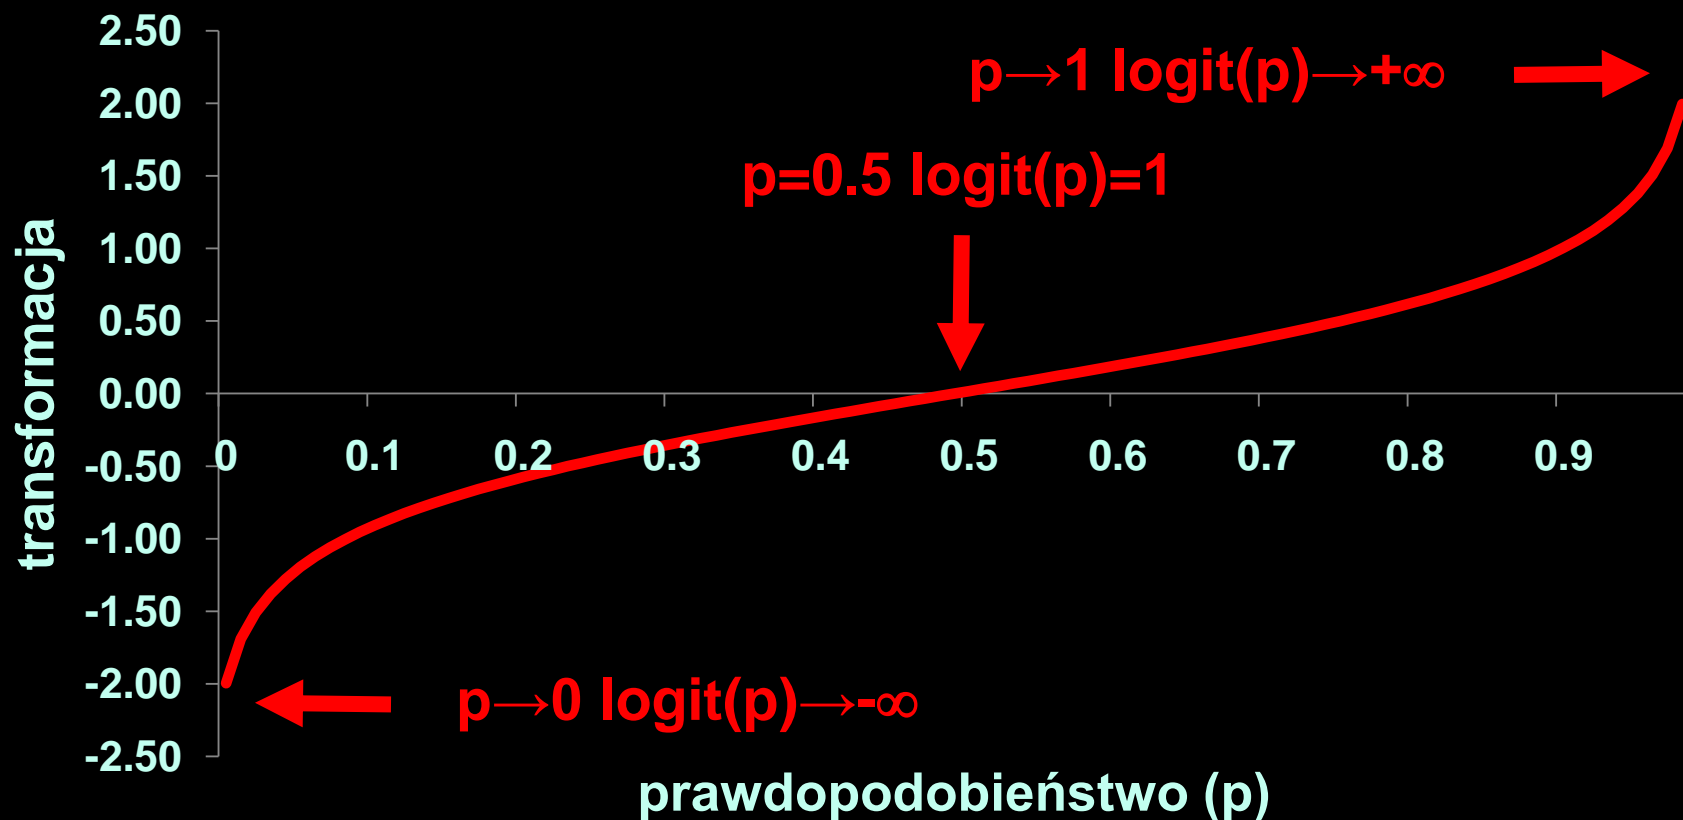 2.50
2.00
1.50
1.00
0.50
0.00
-0.50
-1.00
-1.50
-2.00
-2.50
transformacja
p→1 logit(p)→+∞
p=0.5 logit(p)=1
0 0.1 0.2 0.3 0.4 0.5 0.6 0.7 0.8 0.9
p→0 logit(p)→-∞
prawdopodobieństwo (p)